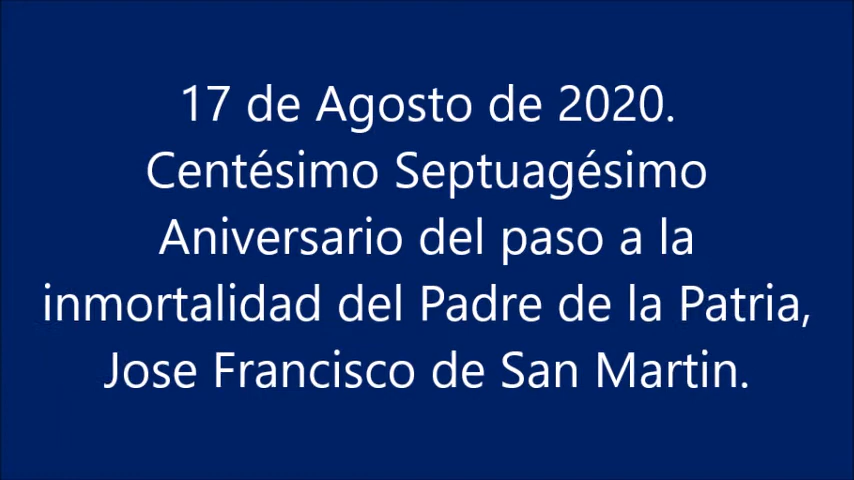 17 de Agosto de 2020.
Centésimo Septuagésimo
Aniversario del paso a la
inmortalidad del Padre de la Patria,
Jose Francisco de San Martin.